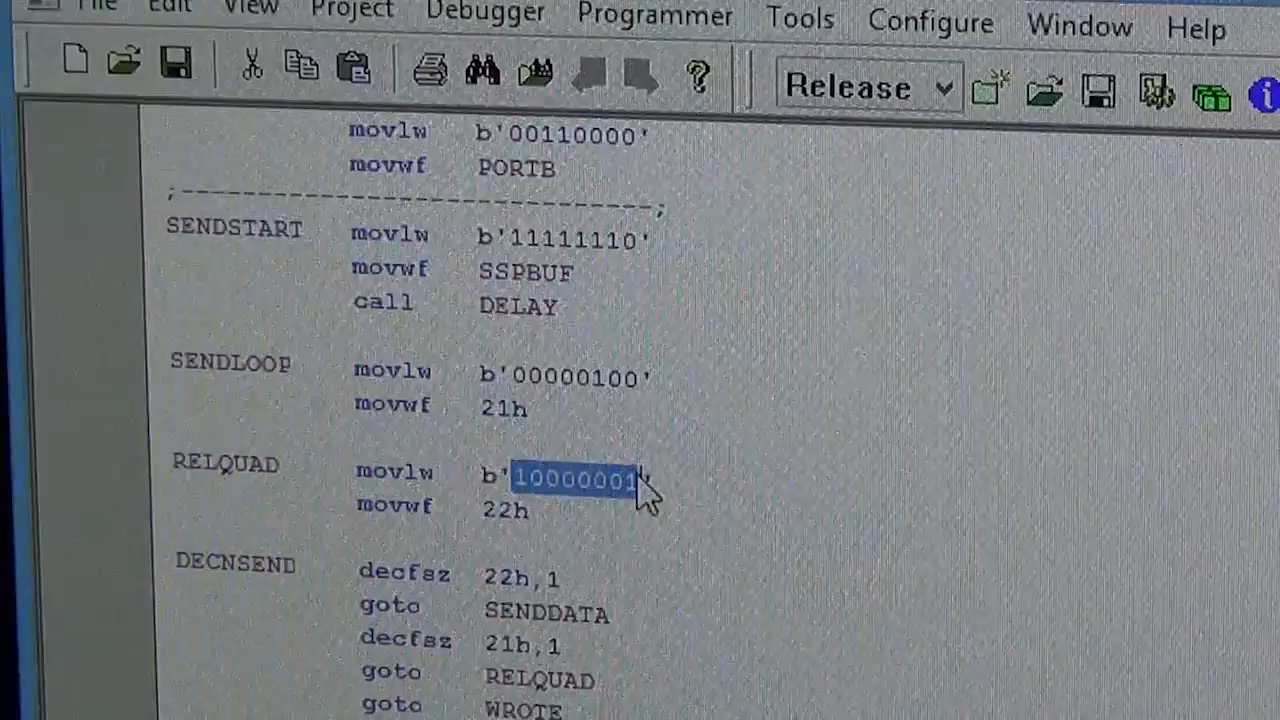 File Edit View Project Debugger Programmer Tools Configure Window Help
Release
movlw b'00110000'
movwf PORTB
;-------------------------------;
SENDSTART movlw b'11111110'
movwf SSPBUF
call DELAY
SENDLOOP movlw b'00000100'
movwf 21h
RELQUAD movlw b'10000001'
movwf 22h
DECNSEND decfsz 22h,1
goto SENDDATA
decfsz 21h,1
goto RELQUAD
goto WROTE